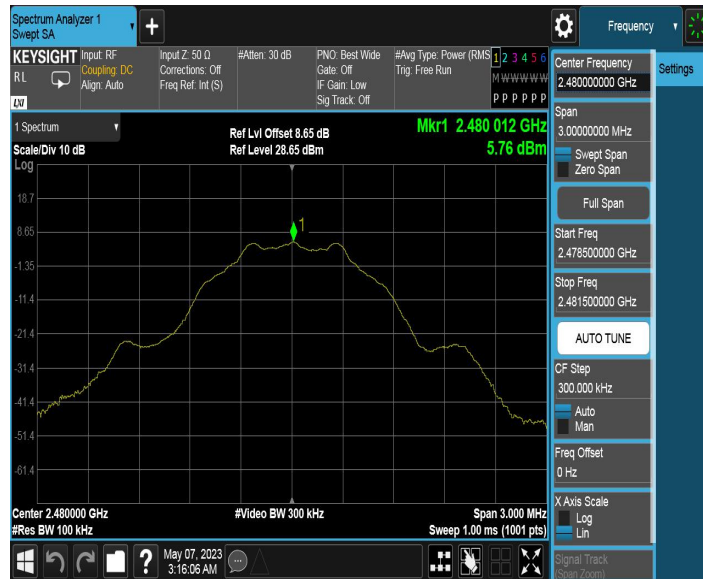 Spectrum Analyzer 1
Swept SA
Frequency
KEYSIGHT
RL
LXI
Input: RF
Coupling: DC
Align: Auto
Input Z: 50 Ω
Corrections: Off
Freq Ref: Int (S)
#Atten: 30 dB
PNO: Best Wide
Gate: Off
IF Gain: Low
Sig Track: Off
#Avg Type: Power (RMS
Trig: Free Run
1 2 3 4 5 6
M W W W W W
P P P P P P
Center Frequency
2.480000000 GHz
Settings
Span
3.00000000 MHz
Swept Span
Zero Span
Full Span
Start Freq
2.478500000 GHz
Stop Freq
2.481500000 GHz
AUTO TUNE
CF Step
300.000 kHz
Auto
Man
Freq Offset
0 Hz
X Axis Scale
Log
Lin
Signal Track
(Span Zoom)
1 Spectrum
Scale/Div 10 dB
Ref Lvl Offset 8.65 dB
Ref Level 28.65 dBm
Mkr1 2.480 012 GHz
5.76 dBm
Log
18.7
8.65
-1.35
-11.4
-21.4
-31.4
-41.4
-51.4
-61.4
1
Center 2.480000 GHz
#Res BW 100 kHz
#Video BW 300 kHz
Span 3.000 MHz
Sweep 1.00 ms (1001 pts)
?
May 07, 2023
3:16:06 AM